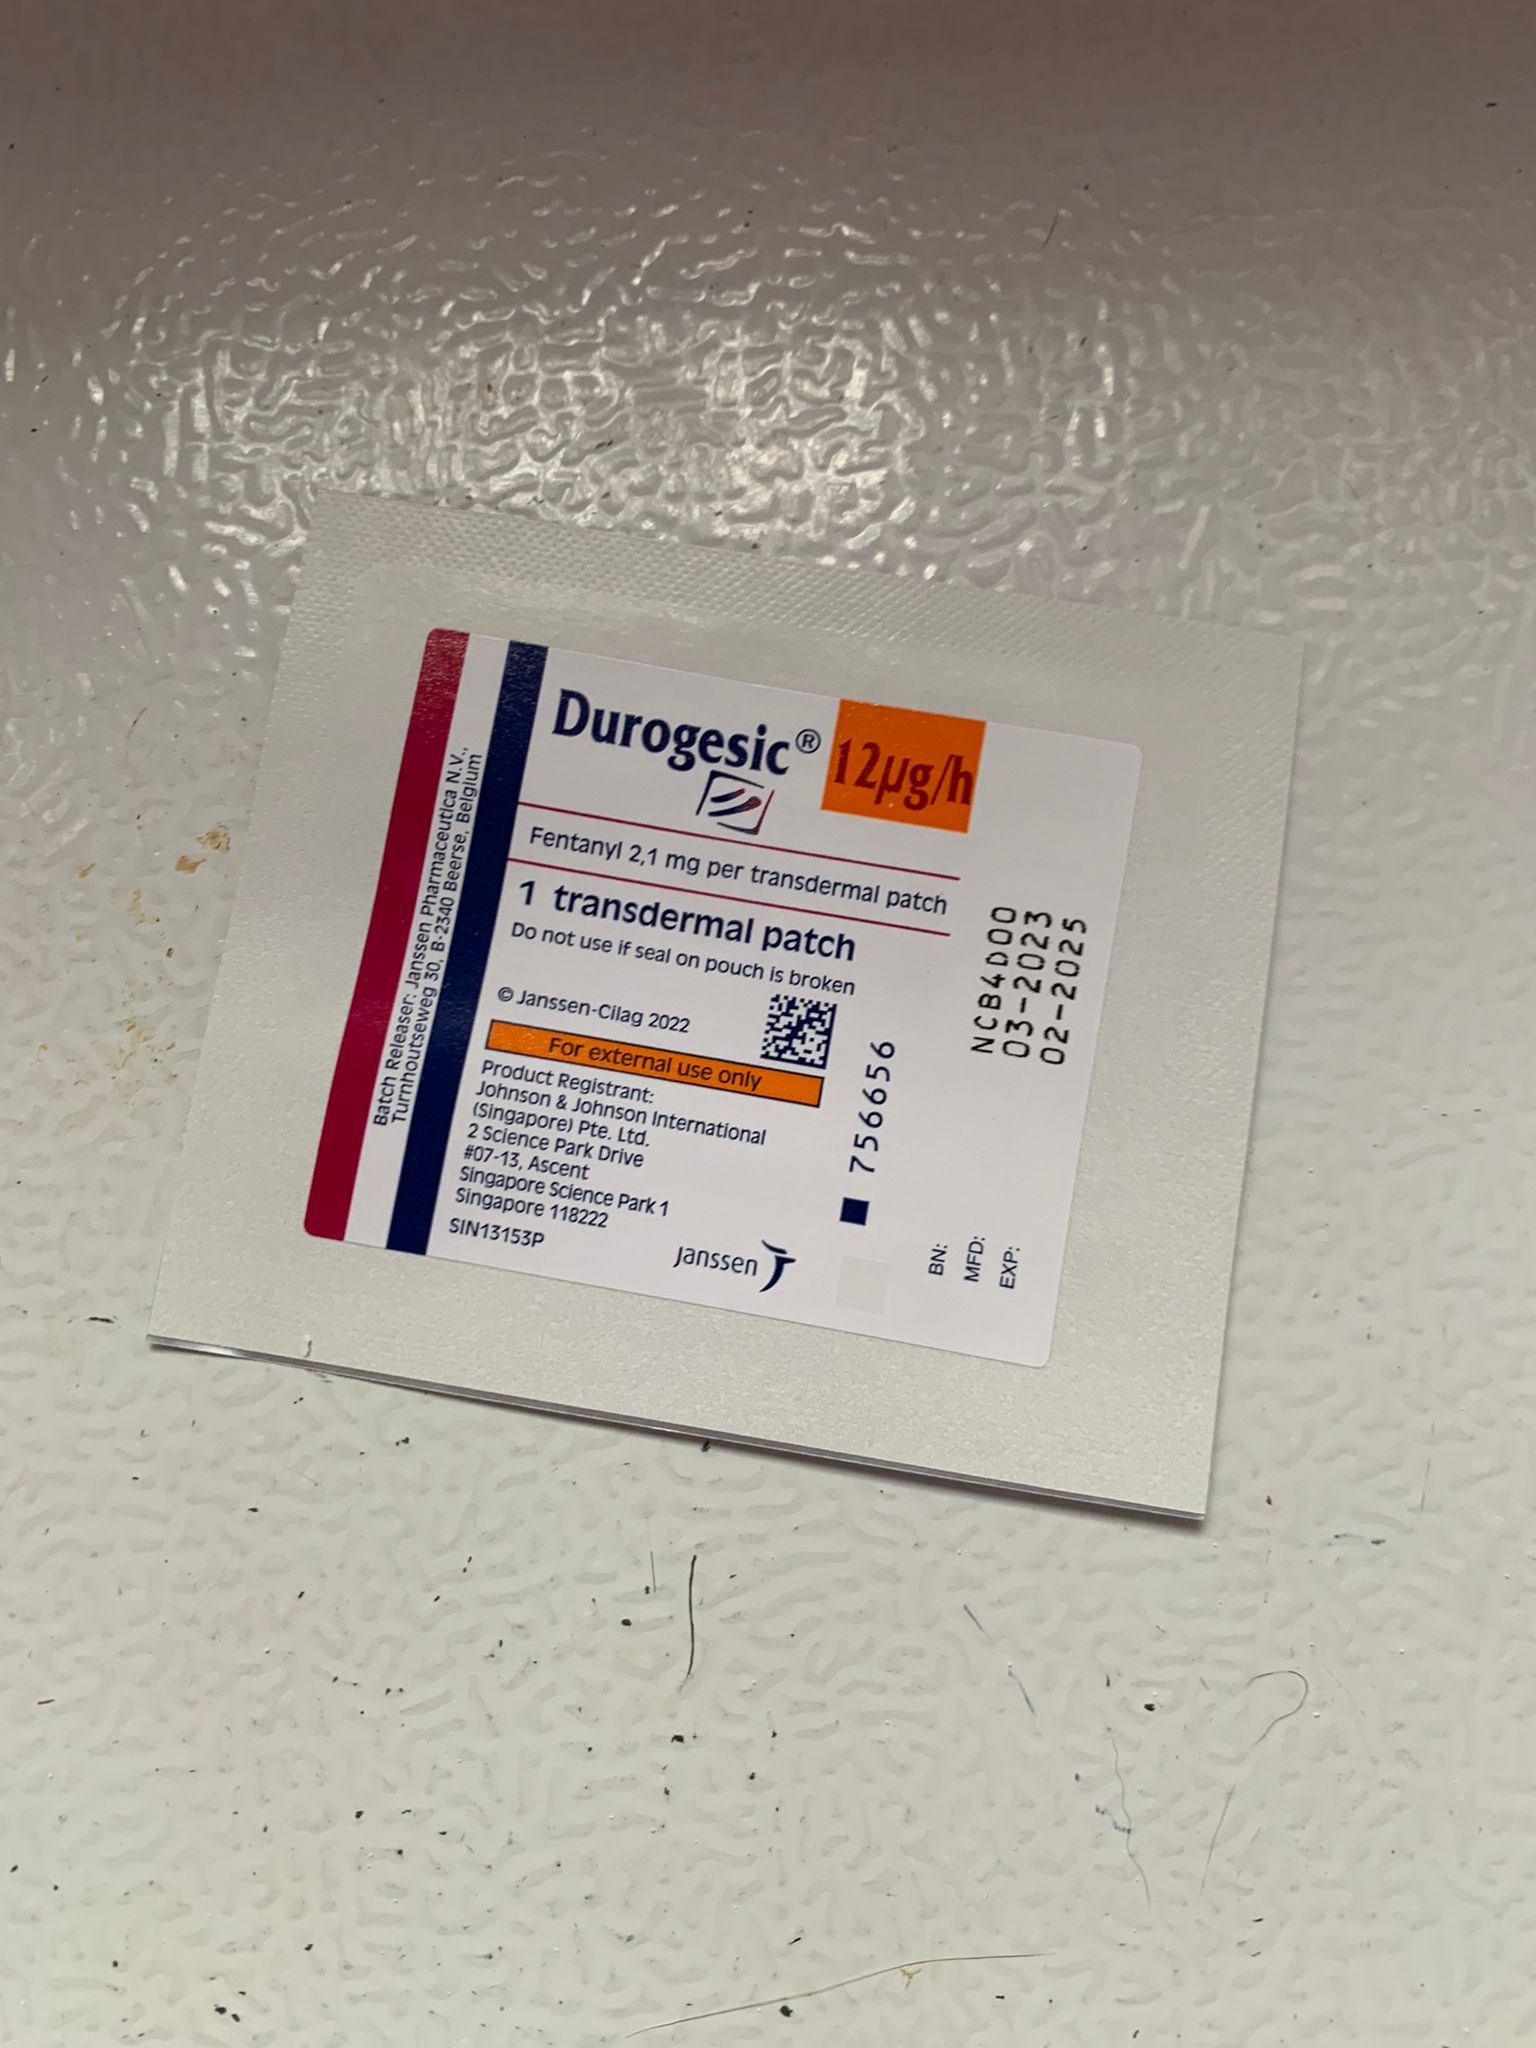 Durogesic®
12µg/h
Fentanyl 2,1 mg per transdermal patch
1 transdermal patch
Do not use if seal on pouch is broken
© Janssen-Cilag 2022
For external use only
Product Registrant:
Johnson & Johnson International
(Singapore) Pte. Ltd.
2 Science Park Drive
#07-13, Ascent
Singapore Science Park 1
Singapore 118222
SIN13153P
janssen
Batch Releaser: Janssen Pharmaceutica N.V.,
Turnhoutseweg 30, B-2340 Beerse, Belgium
756656
BN: NCB4D00
MFD: 03-2023
EXP: 02-2025